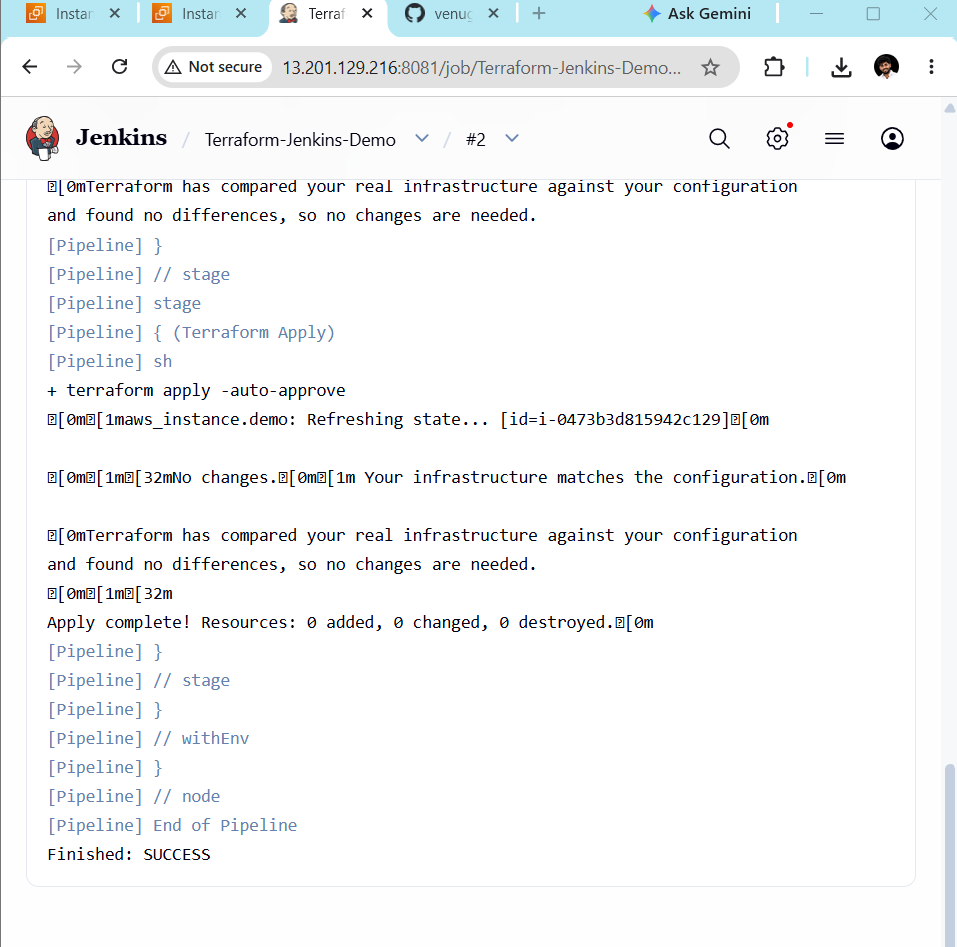 Instar
Instar
Terraf
venug
Ask Gemini
Not secure
13.201.129.216:8081/job/Terraform-Jenkins-Demo...
Jenkins / Terraform-Jenkins-Demo / #2
[0mTerraform has compared your real infrastructure against your configuration
and found no differences, so no changes are needed.
[Pipeline] }
[Pipeline] // stage
[Pipeline] stage
[Pipeline] { (Terraform Apply)
[Pipeline] sh
+ terraform apply -auto-approve
[0m[1maws_instance.demo: Refreshing state... [id=i-0473b3d815942c129][0m
[0m[1m[32mNo changes.[0m[1m Your infrastructure matches the configuration.[0m
[0mTerraform has compared your real infrastructure against your configuration
and found no differences, so no changes are needed.
[0m[1m[32m
Apply complete! Resources: 0 added, 0 changed, 0 destroyed.[0m
[Pipeline] }
[Pipeline] // stage
[Pipeline] }
[Pipeline] // withEnv
[Pipeline] }
[Pipeline] // node
[Pipeline] End of Pipeline
Finished: SUCCESS